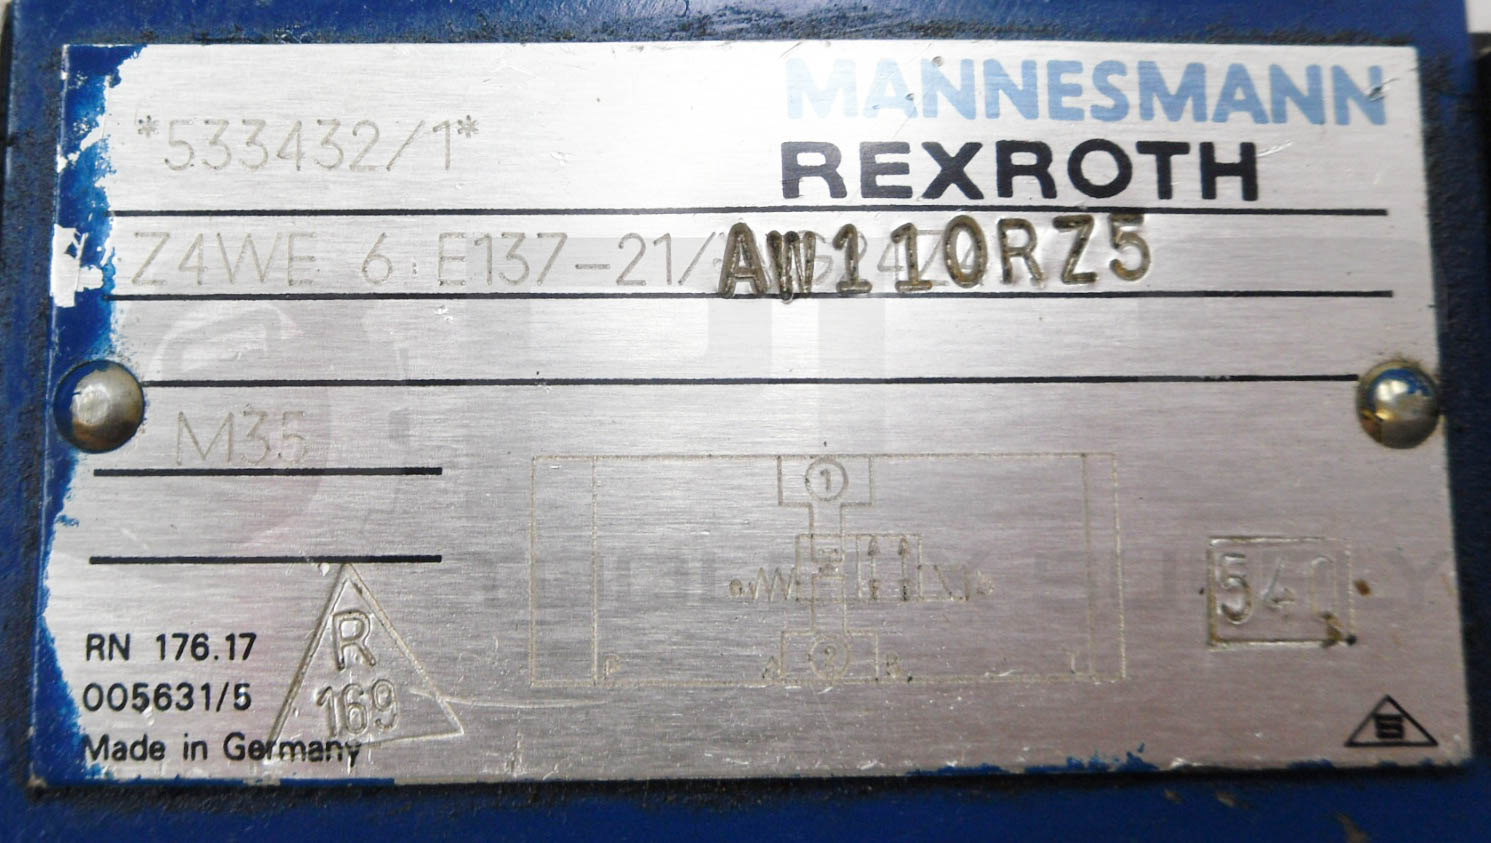 MANNESMANN
REXROTH
*533432/1*
Z4WE 6 E137-21/AW110RZ5
M35
1
540
2
P A B T
R
169
RN 176.17
005631/5
Made in Germany